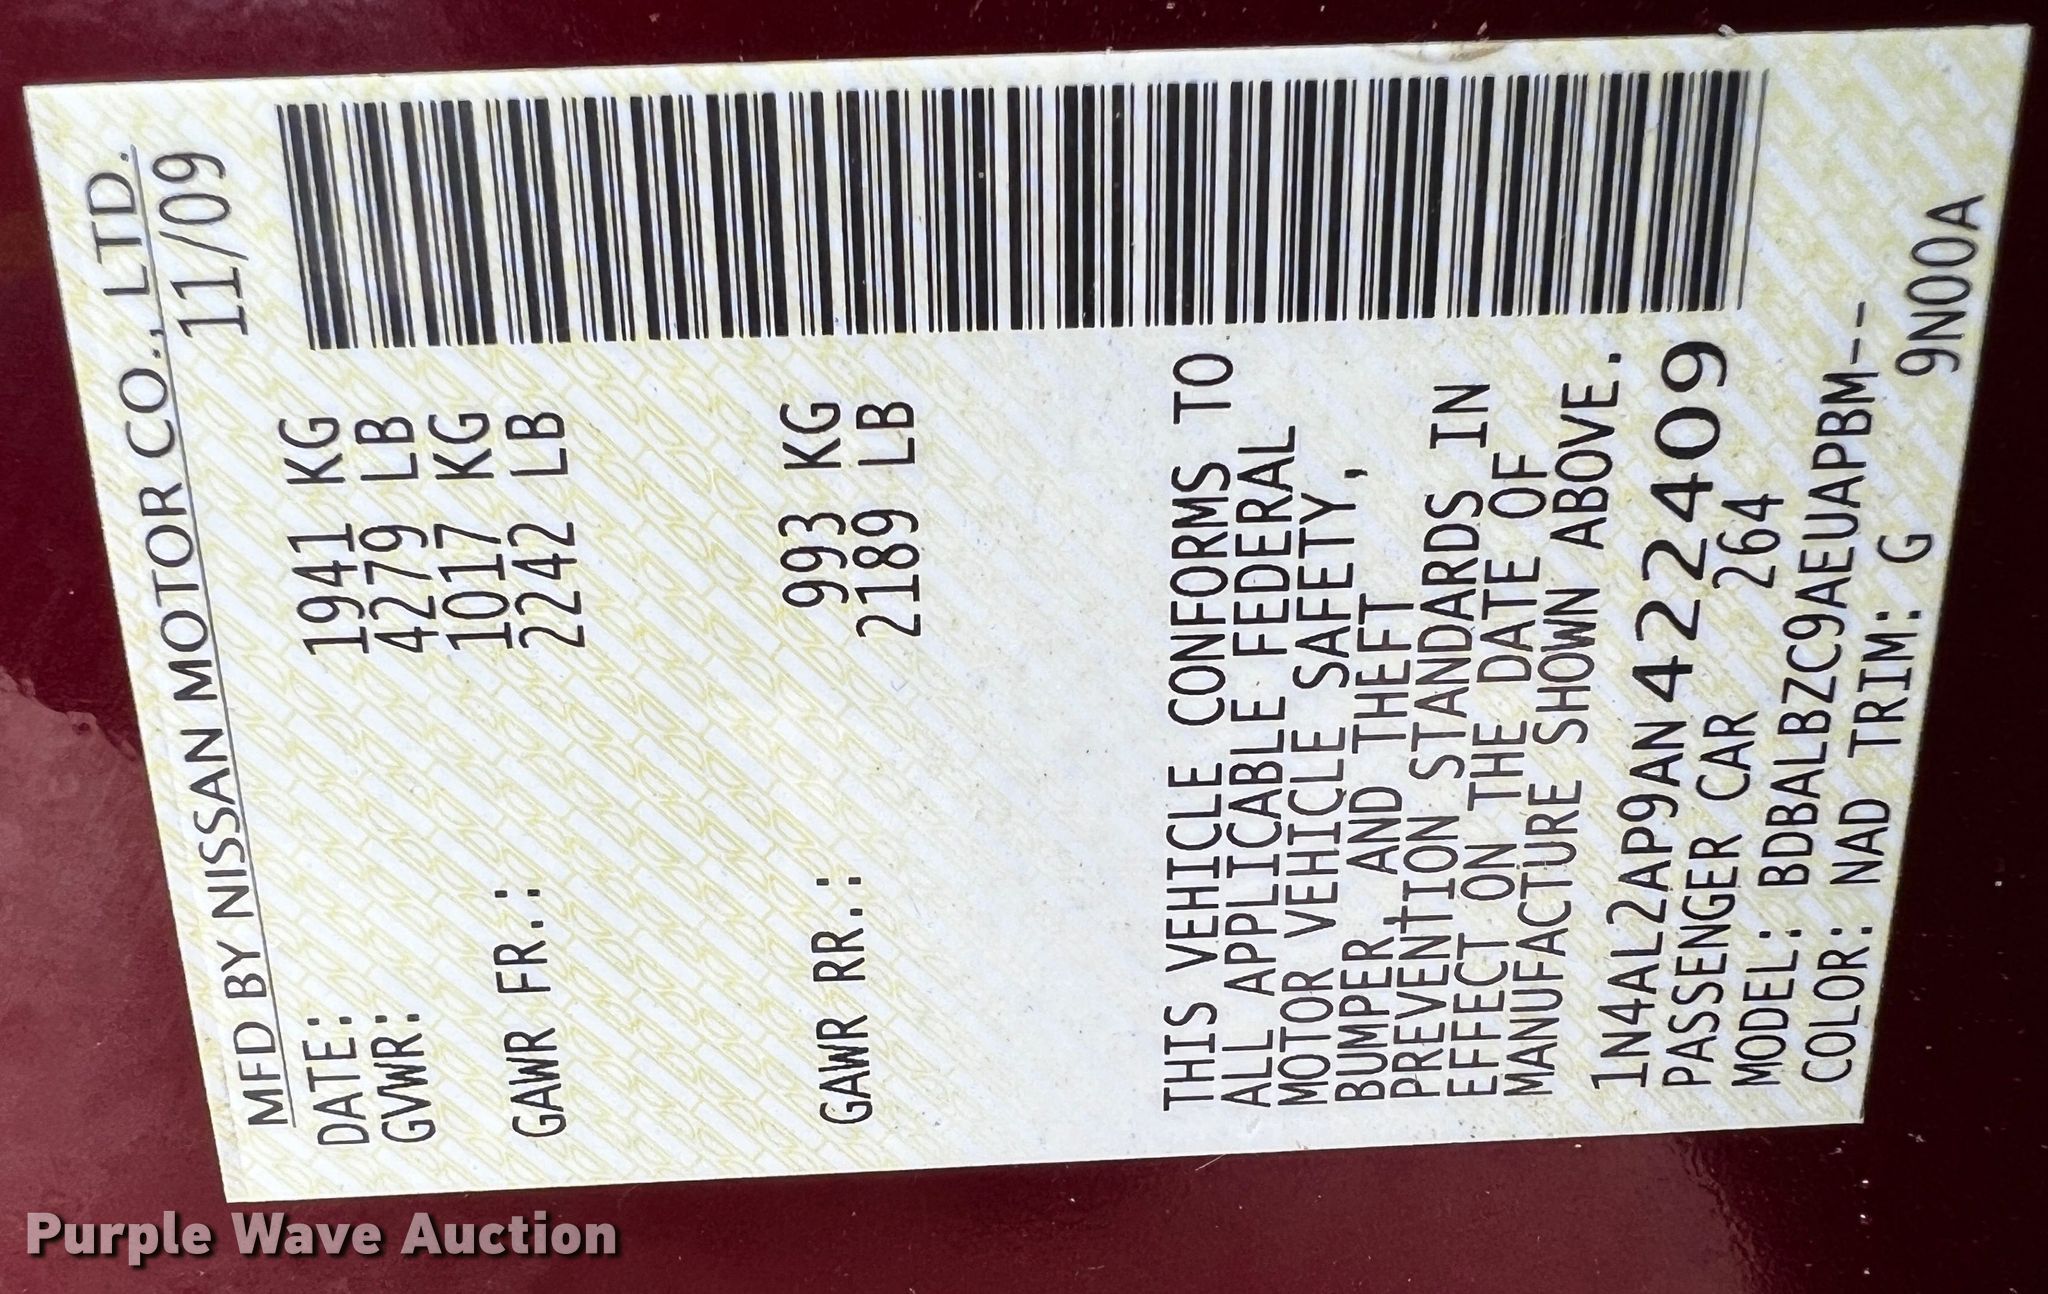 MFD BY NISSAN MOTOR CO., LTD.
DATE: 11/09
GVWR: 1941 KG
4279 LB
GAWR FR.: 1017 KG
2242 LB
GAWR RR.: 993 KG
2189 LB
THIS VEHICLE CONFORMS TO
ALL APPLICABLE FEDERAL
MOTOR VEHICLE SAFETY,
BUMPER AND THEFT
PREVENTION STANDARDS IN
EFFECT ON THE DATE OF
MANUFACTURE SHOWN ABOVE.
1N4AL2AP9AN422409
PASSENGER CAR 264
MODEL: BDBALBZC9AEUAPBM--
COLOR: NAD TRIM: G 9N00A
Purple Wave Auction